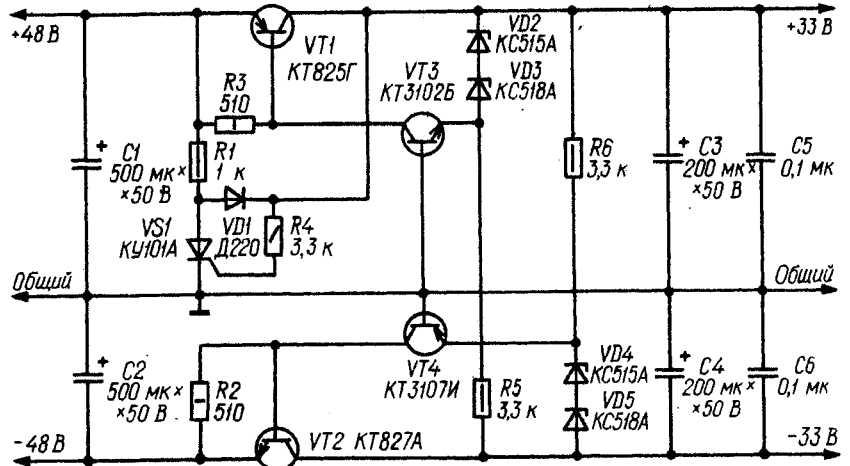 +48 В
VT1
КТ825Г
VD2
КС515А
+33 В
VT3
КТ3102Б
VD3
КС518А
R3
510
C1
500 мк×
×50 В
R1
1 к
R6
3,3 к
C3
200 мк×
×50 В
C5
0,1 мк
VS1
КУ101А
VD1
Д220
R4
3,3 к
Общий
Общий
C2
500 мк×
×50 В
R2
510
VT4
КТ3107И
R5
3,3 к
VD4
КС515А
VD5
КС518А
C4
200 мк×
×50 В
C6
0,1 мк
-48 В
VT2 КТ827А
-33 В